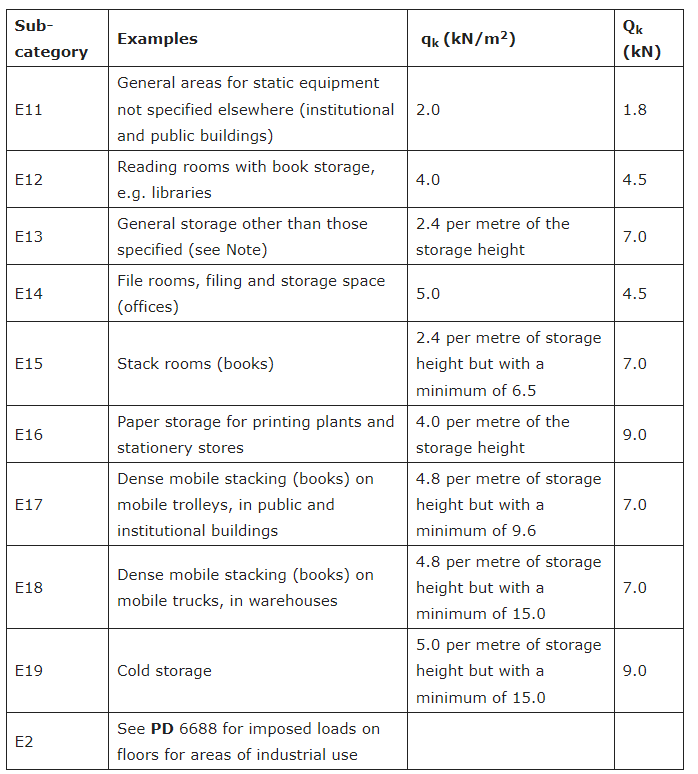 Sub-category Examples qk (kN/m2) Qk (kN)
E11 General areas for static equipment not specified elsewhere (institutional and public buildings) 2.0 1.8
E12 Reading rooms with book storage, e.g. libraries 4.0 4.5
E13 General storage other than those specified (see Note) 2.4 per metre of the storage height 7.0
E14 File rooms, filing and storage space (offices) 5.0 4.5
E15 Stack rooms (books) 2.4 per metre of storage height but with a minimum of 6.5 7.0
E16 Paper storage for printing plants and stationery stores 4.0 per metre of the storage height 9.0
E17 Dense mobile stacking (books) on mobile trolleys, in public and institutional buildings 4.8 per metre of storage height but with a minimum of 9.6 7.0
E18 Dense mobile stacking (books) on mobile trucks, in warehouses 4.8 per metre of storage height but with a minimum of 15.0 7.0
E19 Cold storage 5.0 per metre of storage height but with a minimum of 15.0 9.0
E2 See PD 6688 for imposed loads on floors for areas of industrial use